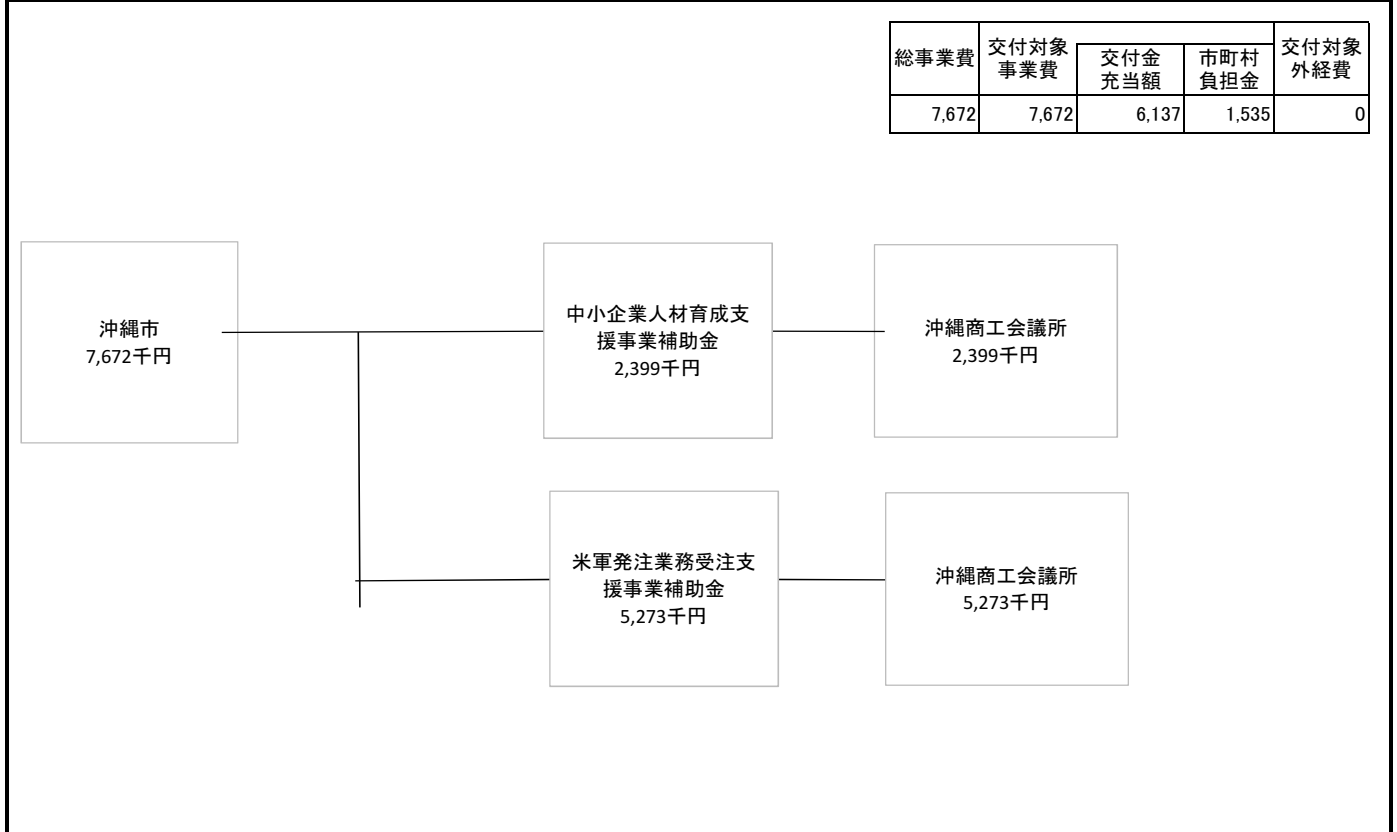 総事業費
交付対象
事業費
交付金
充当額
市町村
負担金
交付対象
外経費
7,672
7,672
6,137
1,535
0
沖縄市
7,672千円
中小企業人材育成支
援事業補助金
2,399千円
沖縄商工会議所
2,399千円
米軍発注業務受注支
援事業補助金
5,273千円
沖縄商工会議所
5,273千円